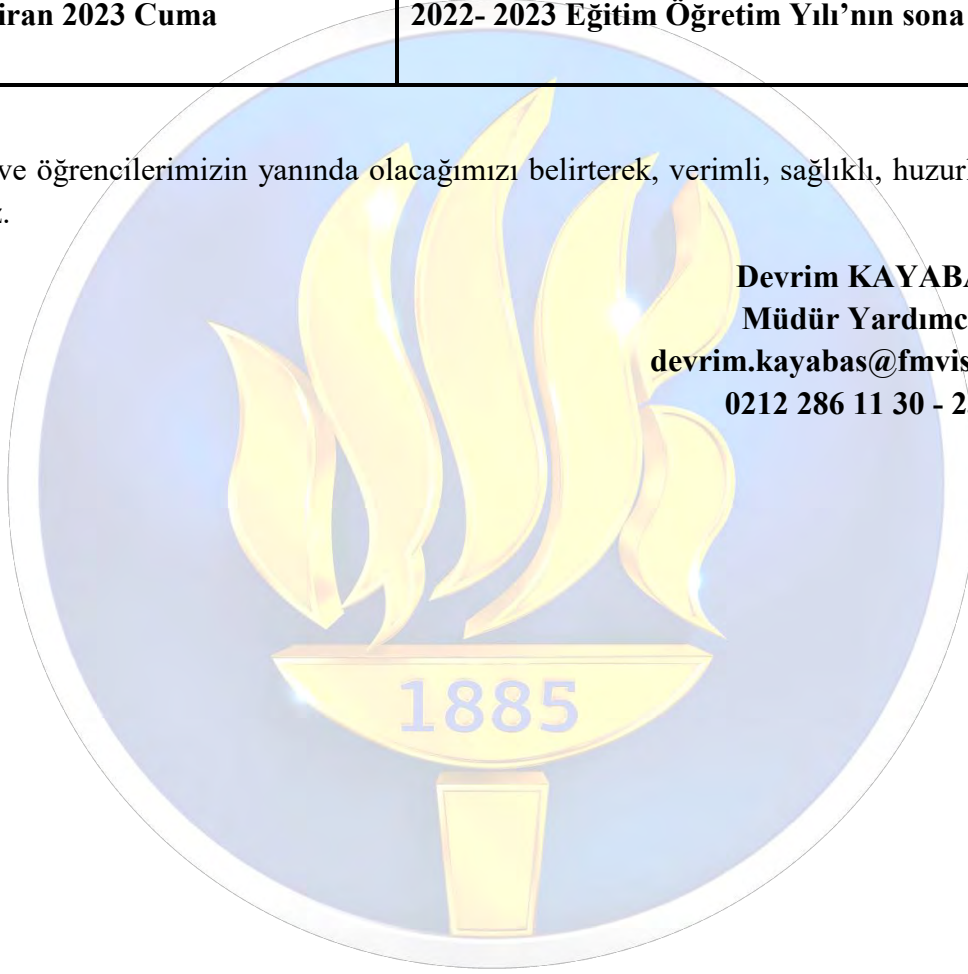 iran 2023 Cuma
2022- 2023 Eğitim Öğretim Yılı’nın sona
ve öğrencilerimizin yanında olacağımızı belirterek, verimli, sağlıklı,
z.
Devrim KAYABA
Müdür Yardımc
devrim.kayabas@fmvis
0212 286 11 30 - 2
1885